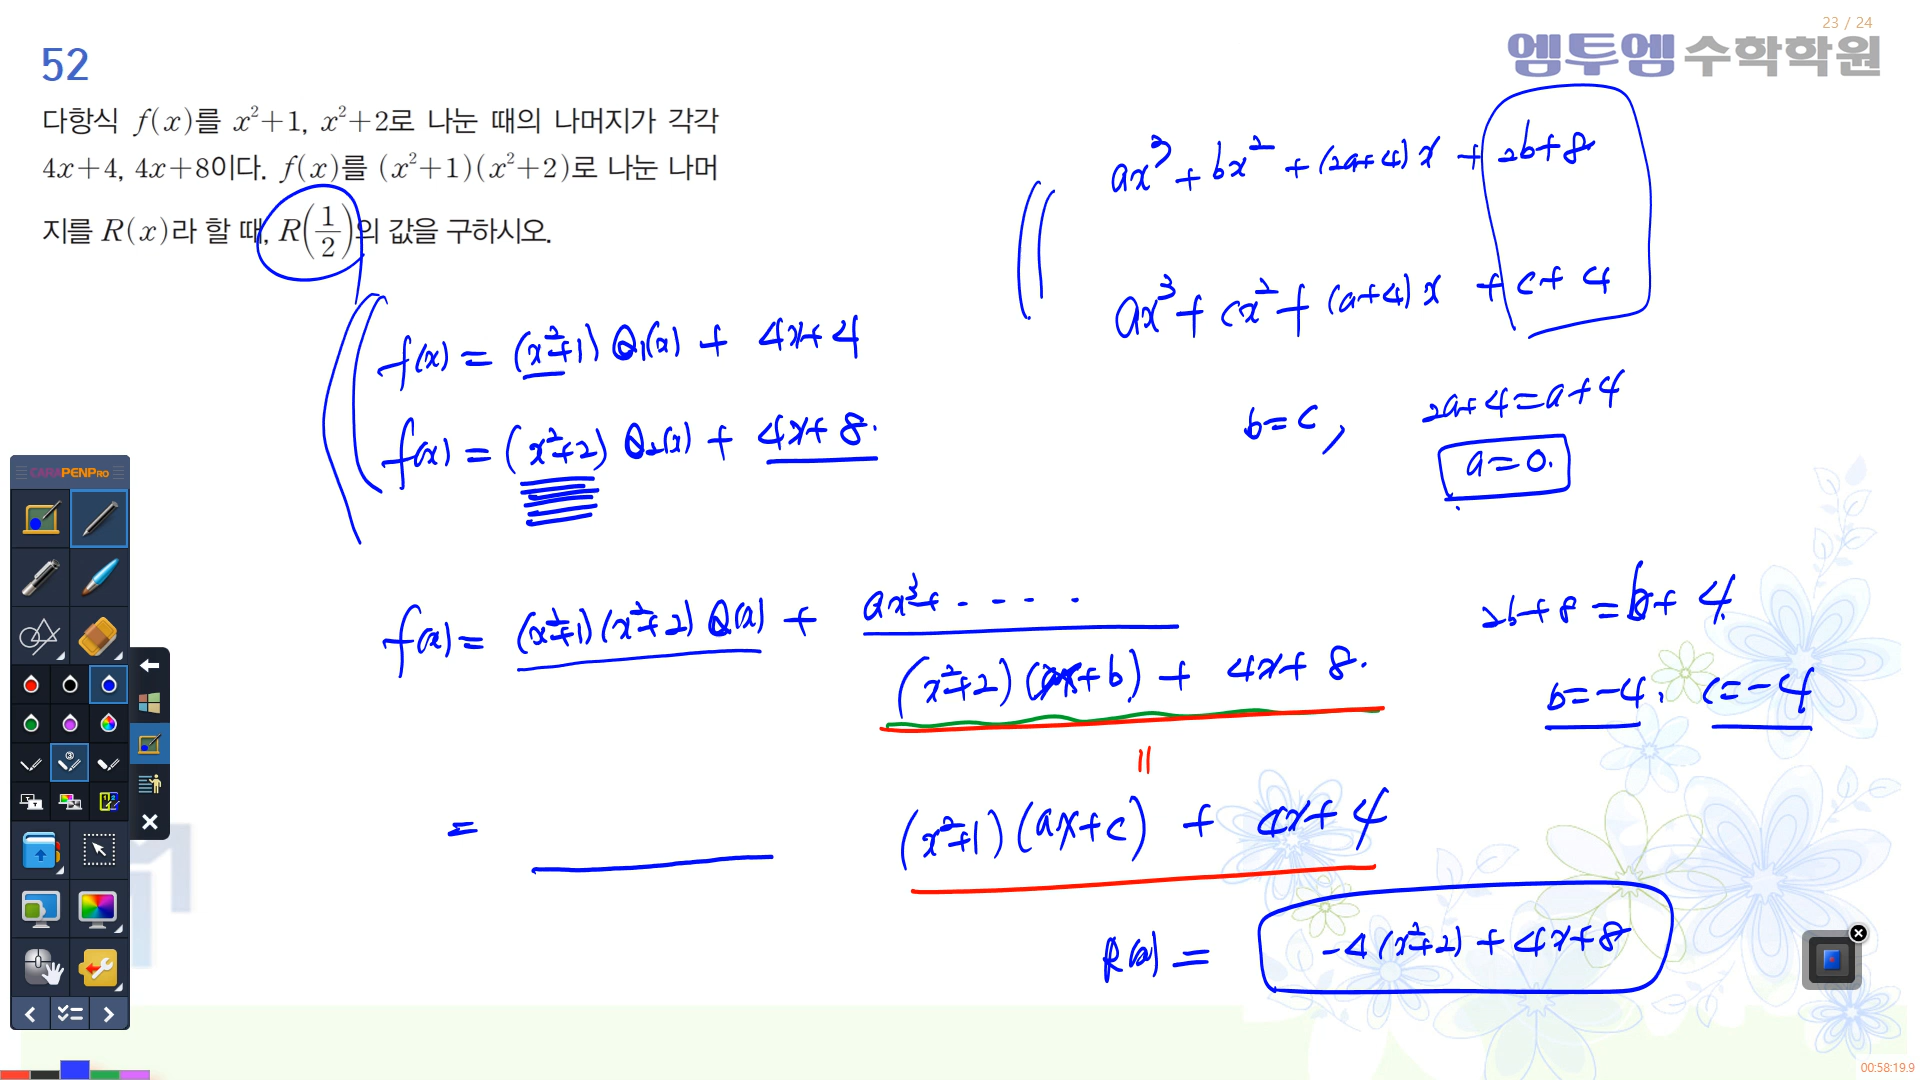 23 / 24
엠투엠 수학학원
52
다항식 f(x)를 x²+1, x²+2로 나눈 때의 나머지가 각각
4x+4, 4x+8이다. f(x)를 (x²+1)(x²+2)로 나눈 나머
지를 R(x)라 할 때, R(1/2)의 값을 구하시오.
f(x) = (x²+1) Q₁(x) + 4x+4
f(x) = (x²+2) Q₂(x) + 4x+8.
f(x) = (x²+1)(x²+2) Q(x) + ax³+ - - - -
(x²+2)(ax+b) + 4x+8.
=
= (x²+1)(ax+c) + 4x+4
ax³ + bx² + (2a+4)x + 2b+8
ax³ + cx² + (a+4)x + c+4
b=c, 2a+4=a+4
a=0.
2b+8=b+4
b=-4, c=-4
R(x) = -4(x²+2)+4x+8
CARAPENPRO
00:58:19.9